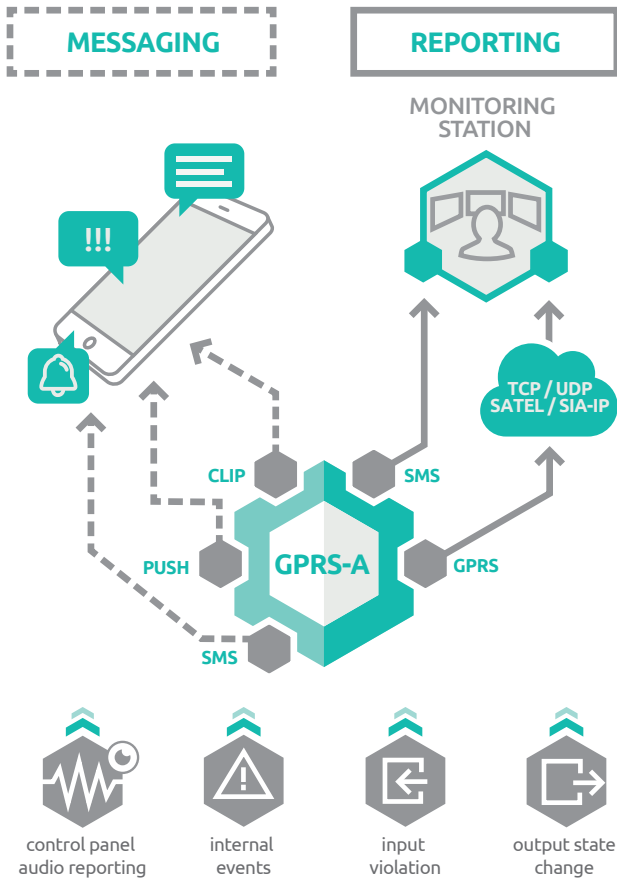 MESSAGING
REPORTING
MONITORING
STATION
!!!
TCP / UDP
SATEL / SIA-IP
CLIP
SMS
GPRS-A
PUSH
GPRS
SMS
control panel
audio reporting
internal
events
input
violation
output state
change